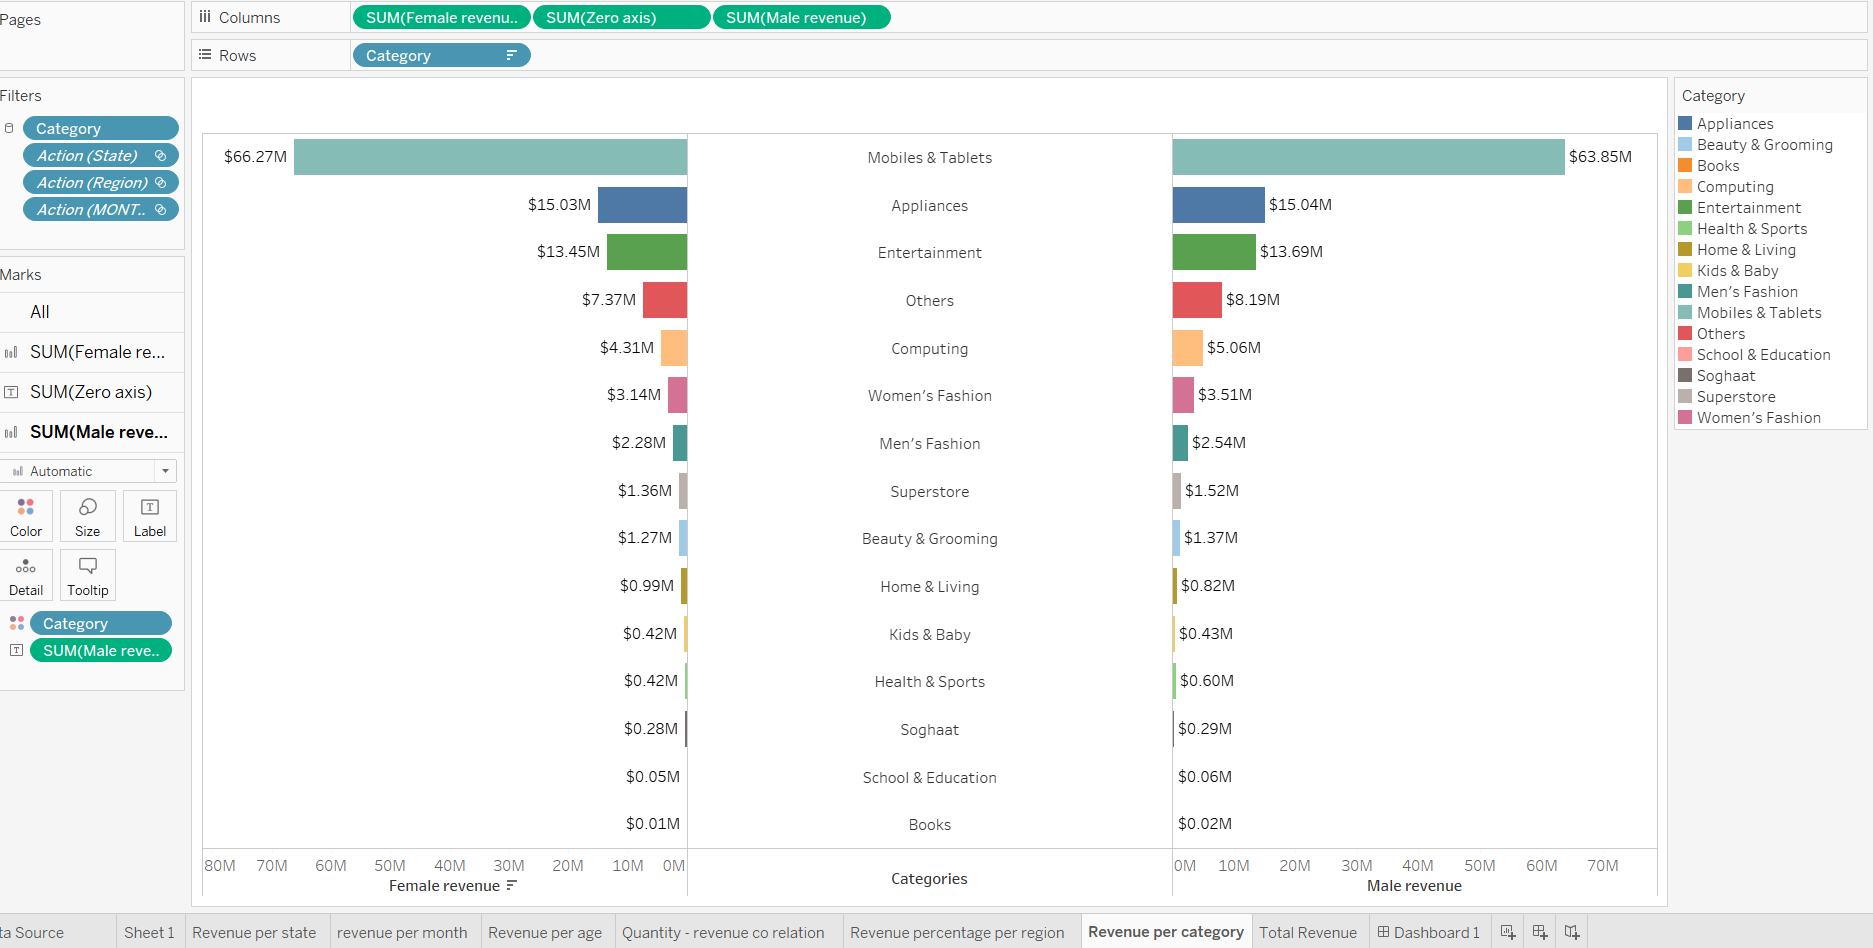 Pages
Columns
SUM(Female revenu.. SUM(Zero axis) SUM(Male revenue)
Rows
Category
Filters
Category
Action (State)
Action (Region)
Action (MONT..
Marks
All
SUM(Female re...
SUM(Zero axis)
SUM(Male reve...
Automatic
Color Size Label
Detail Tooltip
Category
SUM(Male reve..
$66.27M Mobiles & Tablets $63.85M
$15.03M Appliances $15.04M
$13.45M Entertainment $13.69M
$7.37M Others $8.19M
$4.31M Computing $5.06M
$3.14M Women's Fashion $3.51M
$2.28M Men's Fashion $2.54M
$1.36M Superstore $1.52M
$1.27M Beauty & Grooming $1.37M
$0.99M Home & Living $0.82M
$0.42M Kids & Baby $0.43M
$0.42M Health & Sports $0.60M
$0.28M Soghaat $0.29M
$0.05M School & Education $0.06M
$0.01M Books $0.02M
80M 70M 60M 50M 40M 30M 20M 10M 0M
Female revenue
Categories
0M 10M 20M 30M 40M 50M 60M 70M
Male revenue
Category
Appliances
Beauty & Grooming
Books
Computing
Entertainment
Health & Sports
Home & Living
Kids & Baby
Men's Fashion
Mobiles & Tablets
Others
School & Education
Soghaat
Superstore
Women's Fashion
ta Source Sheet 1 Revenue per state revenue per month Revenue per age Quantity - revenue co relation Revenue percentage per region Revenue per category Total Revenue Dashboard 1